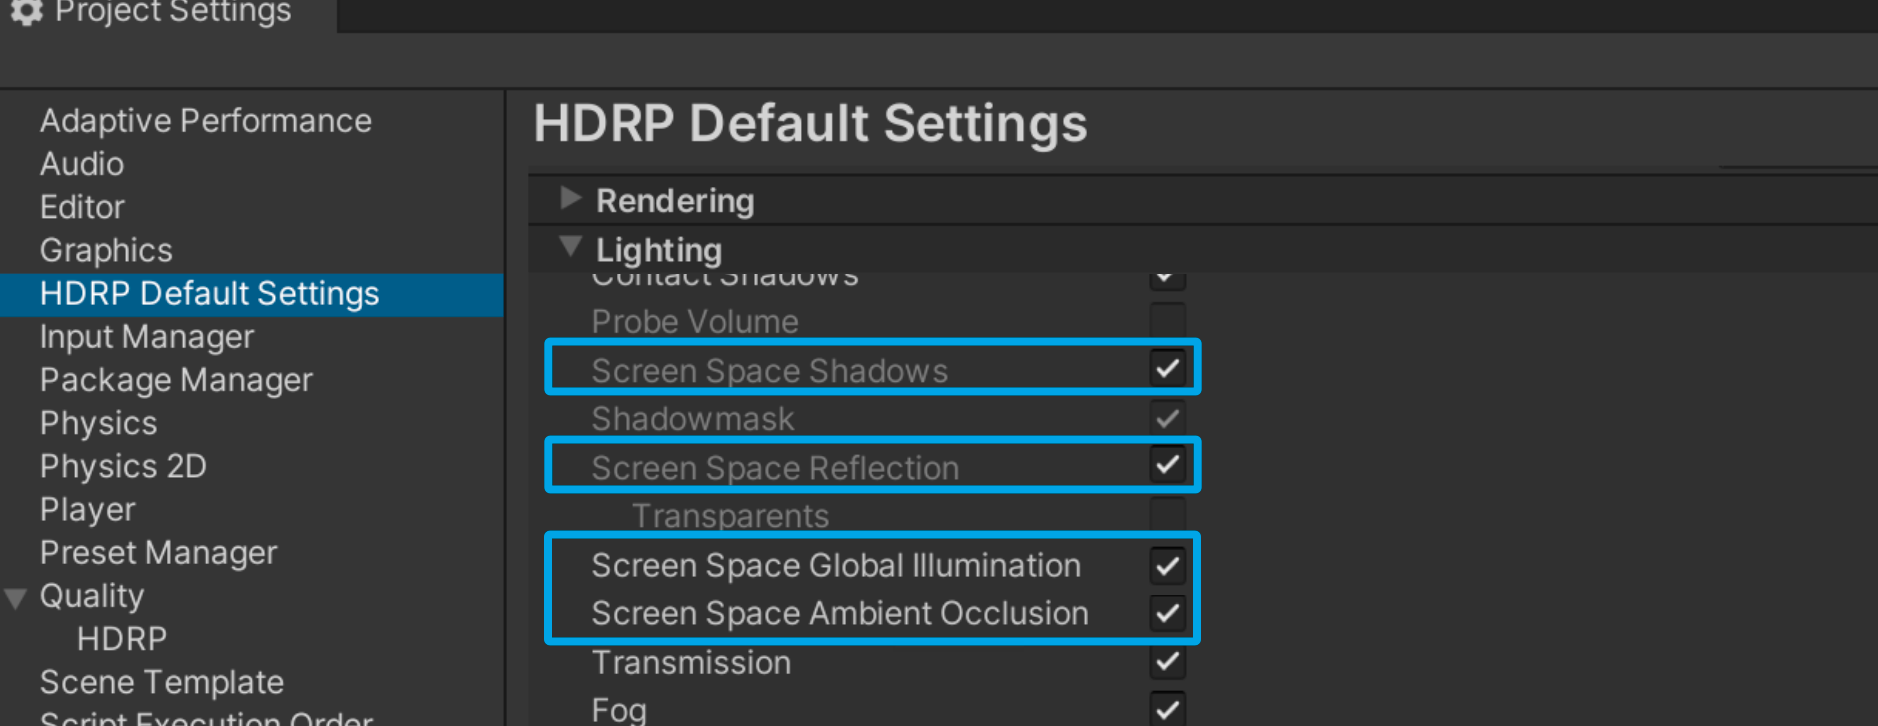 Project Settings
Adaptive Performance
Audio
Editor
Graphics
HDRP Default Settings
Input Manager
Package Manager
Physics
Physics 2D
Player
Preset Manager
Quality
HDRP
Scene Template
Script Execution Order
HDRP Default Settings
Rendering
Lighting
Contact Shadows
Probe Volume
Screen Space Shadows
Shadowmask
Screen Space Reflection
Transparents
Screen Space Global Illumination
Screen Space Ambient Occlusion
Transmission
Fog